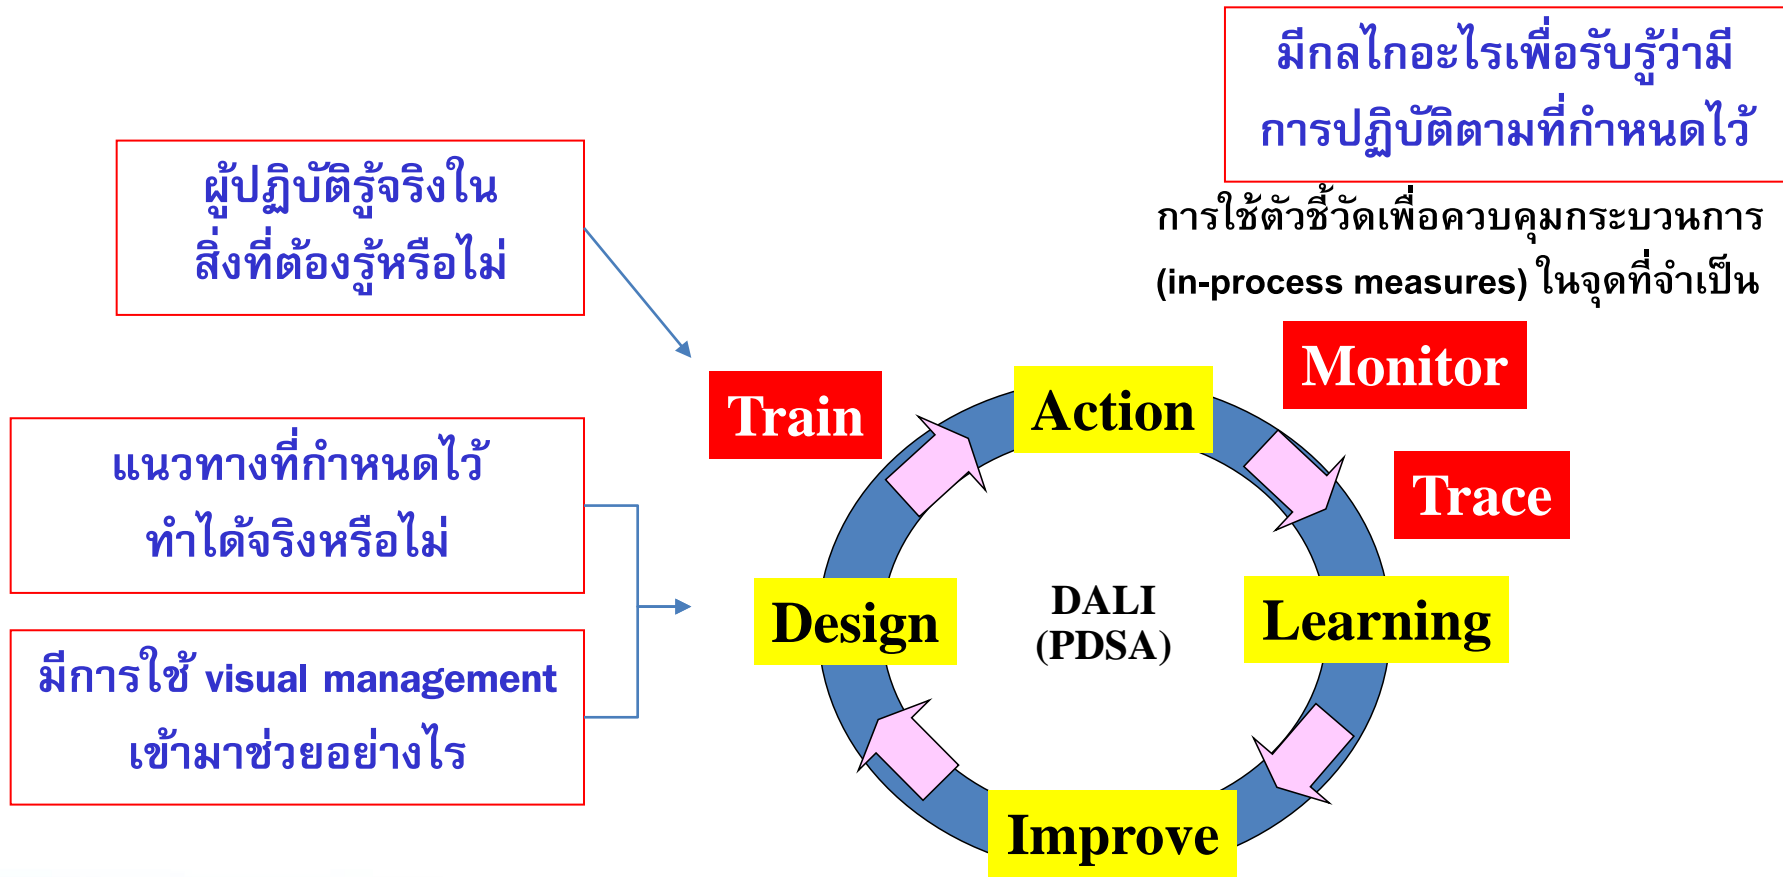 มีกลไกอะไรเพื่อรับรู้ว่ามี
การปฏิบัติตามที่กำหนดไว้
ผู้ปฏิบัติรู้จริงใน
สิ่งที่ต้องรู้หรือไม่
การใช้ตัวชี้วัดเพื่อควบคุมกระบวนการ
(in-process measures) ในจุดที่จำเป็น
Monitor
Train
Action
แนวทางที่กำหนดไว้
ทำได้จริงหรือไม่
Trace
Design
DALI
(PDSA)
Learning
มีการใช้ visual management
เข้ามาช่วยอย่างไร
Improve